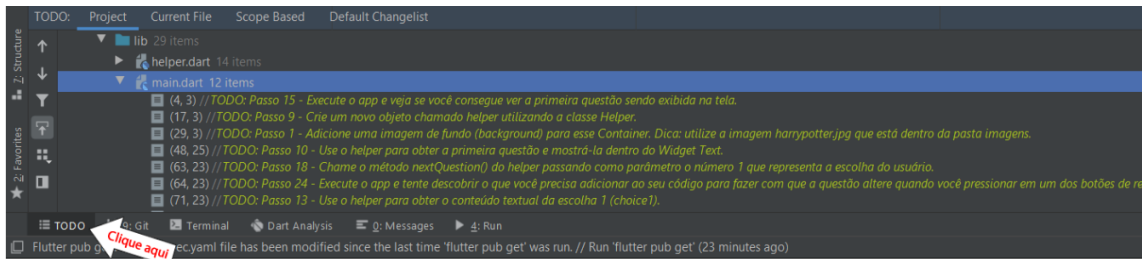 TODO: Project Current File Scope Based Default Changelist
lib 29 items
helper.dart 14 items
main.dart 12 items
(4, 3) //TODO: Passo 15 - Execute o app e veja se você consegue ver a primeira questão sendo exibida na tela.
(17, 3) //TODO: Passo 9 - Crie um novo objeto chamado helper utilizando a classe Helper.
(29, 3) //TODO: Passo 1 - Adicione uma imagem de fundo (background) para esse Container. Dica: utilize a imagem harrypotter.jpg que está dentro da pasta imagens.
(48, 25) //TODO: Passo 10 - Use o helper para obter a primeira questão e mostrá-la dentro do Widget Text.
(63, 23) //TODO: Passo 18 - Chame o método nextQuestion() do helper passando como parâmetro o número 1 que representa a escolha do usuário.
(64, 23) //TODO: Passo 24 - Execute o app e tente descobrir o que você precisa adicionar ao seu código para fazer com que a questão altere quando você pressionar em um dos botões de re
(71, 23) //TODO: Passo 13 - Use o helper para obter o conteúdo textual da escolha 1 (choice1).
Z: Structure
2: Favorites
TODO 9: Git Terminal Dart Analysis 0: Messages 4: Run
Clique aqui
Flutter pub g ec.yaml file has been modified since the last time 'flutter pub get' was run. // Run 'flutter pub get' (23 minutes ago)